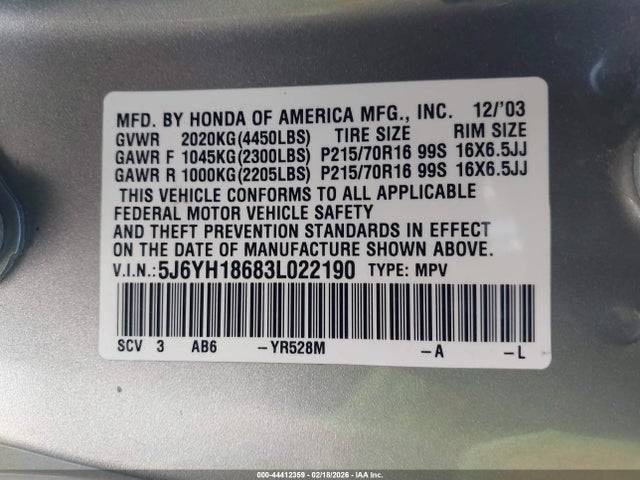 MFD. BY HONDA OF AMERICA MFG., INC. 12/'03
GVWR 2020KG(4450LBS) TIRE SIZE RIM SIZE
GAWR F 1045KG(2300LBS) P215/70R16 99S 16X6.5JJ
GAWR R 1000KG(2205LBS) P215/70R16 99S 16X6.5JJ
THIS VEHICLE CONFORMS TO ALL APPLICABLE
FEDERAL MOTOR VEHICLE SAFETY
AND THEFT PREVENTION STANDARDS IN EFFECT
ON THE DATE OF MANUFACTURE SHOWN ABOVE.
V.I.N.: 5J6YH18683L022190 TYPE: MPV
SCV 3 AB6 -YR528M -A -L
000-44412359 - 02/18/2026 - IAA Inc.